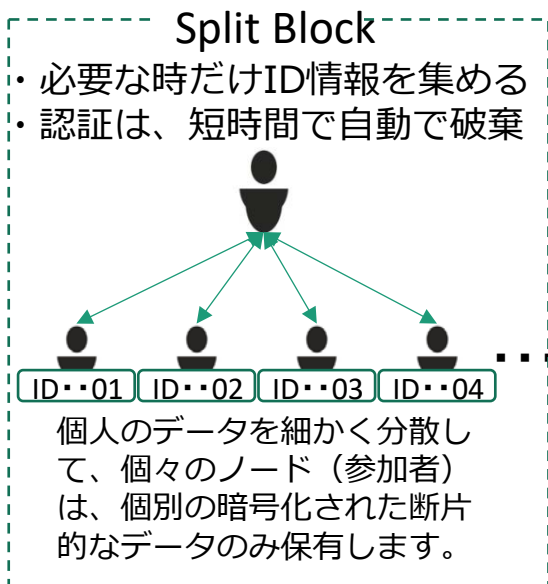 Split Block
・必要な時だけID情報を集める
・認証は、短時間で自動で破棄
ID・・01 ID・・02 ID・・03 ID・・04 ・・・
個人のデータを細かく分散し
て、個々のノード（参加者）
は、個別の暗号化された断片
的なデータのみ保有します。